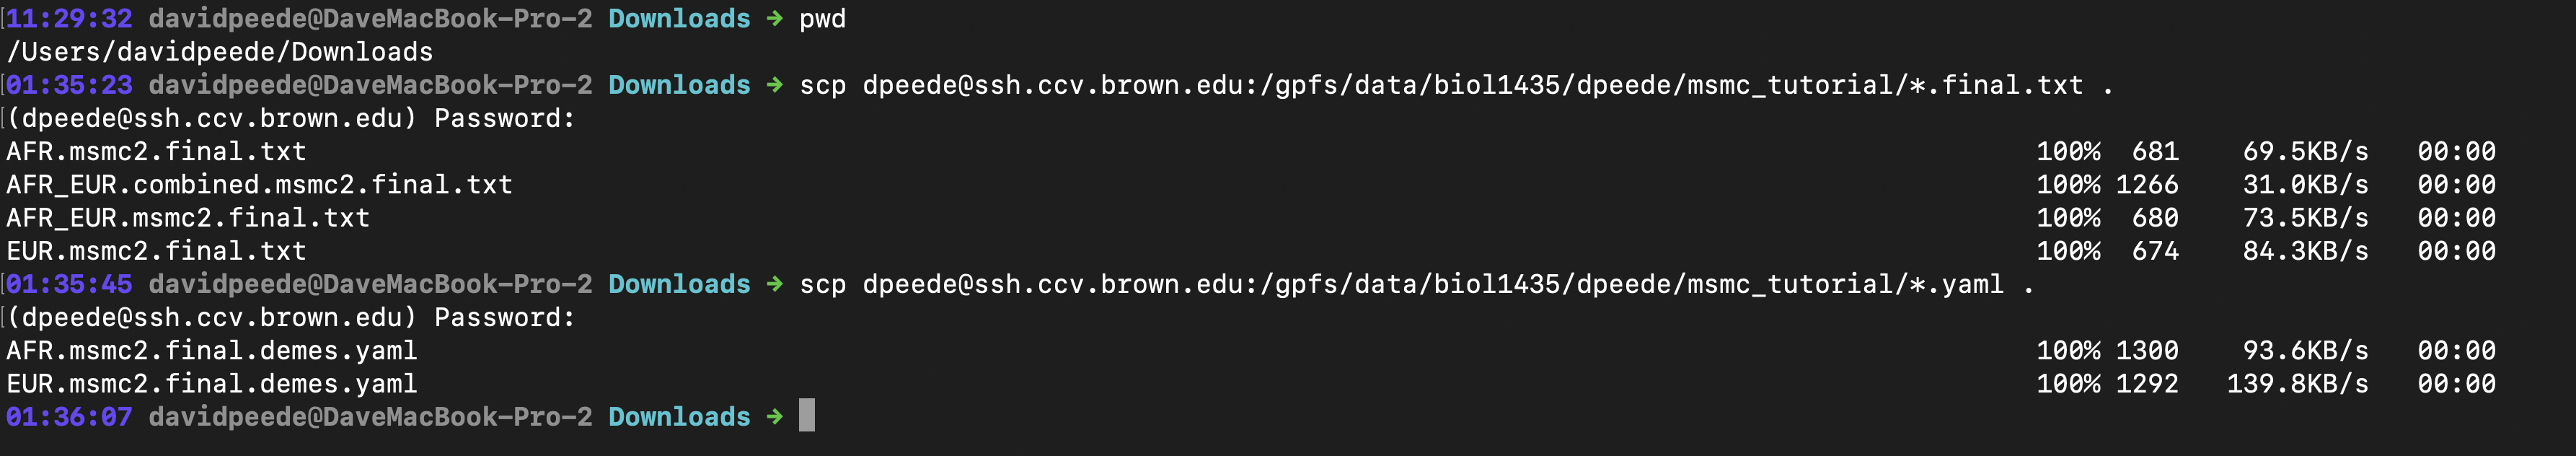 [11:29:32 davidpeede@DaveMacBook-Pro-2 Downloads → pwd
/Users/davidpeede/Downloads
[01:35:23 davidpeede@DaveMacBook-Pro-2 Downloads → scp dpeede@ssh.ccv.brown.edu:/gpfs/data/biol1435/dpeede/msmc_tutorial/*.final.txt .
[(dpeede@ssh.ccv.brown.edu) Password:
AFR.msmc2.final.txt 100% 681 69.5KB/s 00:00
AFR_EUR.combined.msmc2.final.txt 100% 1266 31.0KB/s 00:00
AFR_EUR.msmc2.final.txt 100% 680 73.5KB/s 00:00
EUR.msmc2.final.txt 100% 674 84.3KB/s 00:00
[01:35:45 davidpeede@DaveMacBook-Pro-2 Downloads → scp dpeede@ssh.ccv.brown.edu:/gpfs/data/biol1435/dpeede/msmc_tutorial/*.yaml .
[(dpeede@ssh.ccv.brown.edu) Password:
AFR.msmc2.final.demes.yaml 100% 1300 93.6KB/s 00:00
EUR.msmc2.final.demes.yaml 100% 1292 139.8KB/s 00:00
01:36:07 davidpeede@DaveMacBook-Pro-2 Downloads →